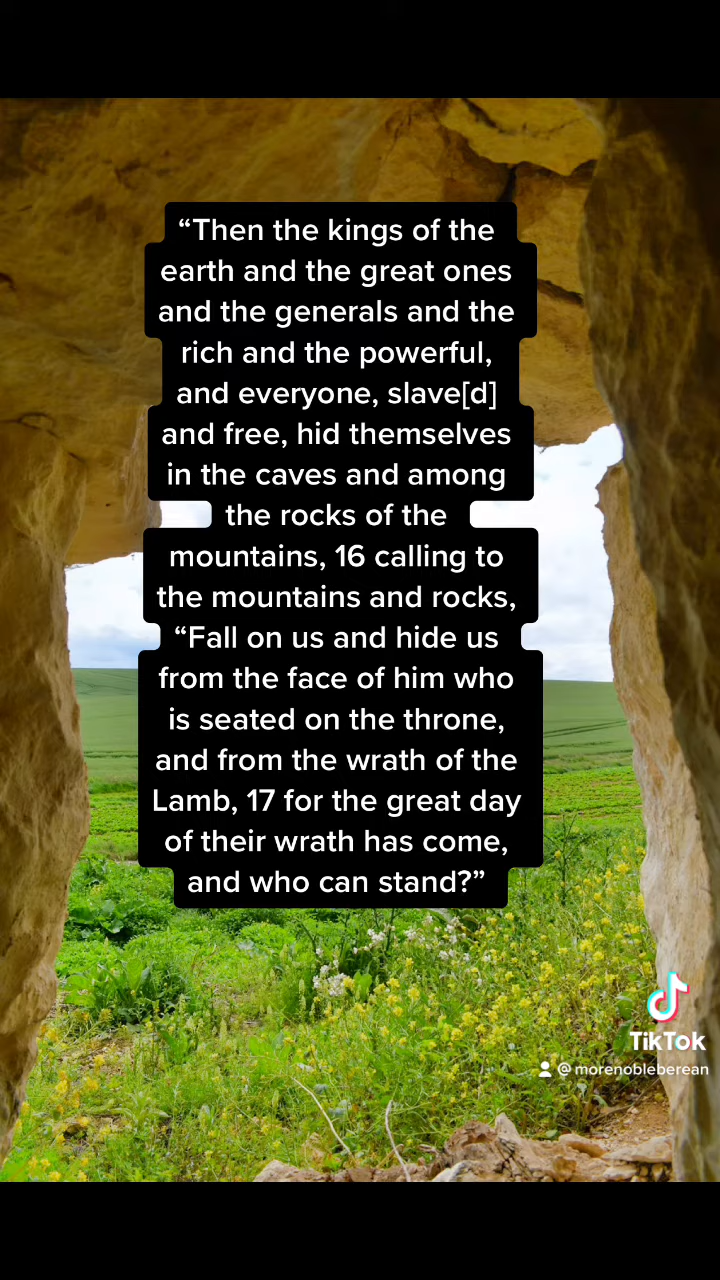 “Then the kings of the
earth and the great ones
and the generals and the
rich and the powerful,
and everyone, slave[d]
and free, hid themselves
in the caves and among
the rocks of the
mountains, 16 calling to
the mountains and rocks,
“Fall on us and hide us
from the face of him who
is seated on the throne,
and from the wrath of the
Lamb, 17 for the great day
of their wrath has come,
and who can stand?”
TikTok
@morenobleberean